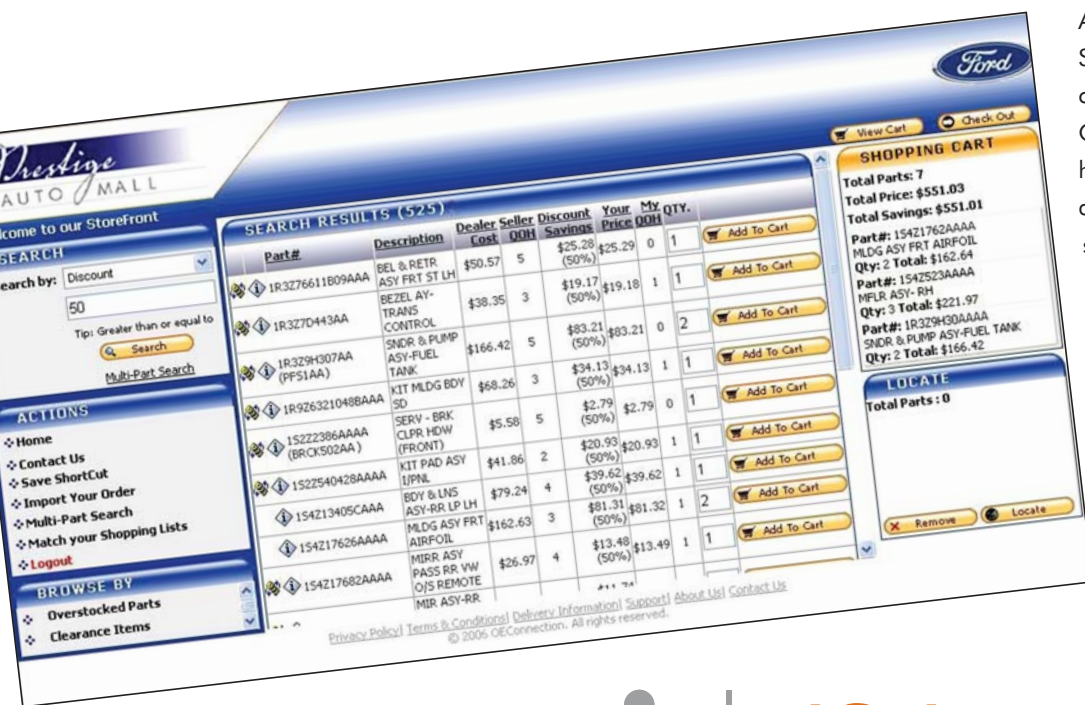 Ford
Prestige
AUTO MALL
View Cart
Check Out
lcome to our StoreFront
SEARCH
earch by: Discount
50
Tip: Greater than or equal to
Search
Multi-Part Search
ACTIONS
Home
Contact Us
Save ShortCut
Import Your Order
Multi-Part Search
Match your Shopping Lists
Logout
BROWSE BY
Overstocked Parts
Clearance Items
SEARCH RESULTS (525)
Part# Description Dealer Cost Seller QOH Discount Savings Your Price My QOH QTY.
1R3Z76611B09AAA BEL & RETR ASY FRT ST LH $50.57 5 $25.28 (50%) $25.29 0 1 Add To Cart
1R3Z7D443AA BEZEL AY-TRANS CONTROL $38.35 3 $19.17 (50%) $19.18 1 1 Add To Cart
1R3Z9H307AA (PFS1AA) SNDR & PUMP ASY-FUEL TANK $166.42 5 $83.21 (50%) $83.21 0 2 Add To Cart
1R9Z6321048BAAA KIT MLDG BDY SD $68.26 3 $34.13 (50%) $34.13 1 1 Add To Cart
1S2Z2386AAAA (BRCK502AA) SERV - BRK CLPR HDW (FRONT) $5.58 5 $2.79 (50%) $2.79 0 1 Add To Cart
1S2Z540428AAAA KIT PAD ASY I/PNL $41.86 2 $20.93 (50%) $20.93 1 1 Add To Cart
1S4Z13405CAAA BDY & LNS ASY-RR LP LH $79.24 4 $39.62 (50%) $39.62 1 1 Add To Cart
1S4Z17626AAAA MLDG ASY FRT AIRFOIL $162.63 3 $81.31 (50%) $81.32 1 2 Add To Cart
1S4Z17682AAAA MIRR ASY PASS RR VW O/S REMOTE $26.97 4 $13.48 (50%) $13.49 1 1 Add To Cart
MIR ASY-RR
SHOPPING CART
Total Parts: 7
Total Price: $551.03
Total Savings: $551.01
Part#: 1S4Z1762AAAA
MLDG ASY FRT AIRFOIL
Qty: 2 Total: $162.64
Part#: 1S4Z523AAAA
MFLR ASY- RH
Qty: 3 Total: $221.97
Part#: 1R3Z9H30AAAA
SNDR & PUMP ASY-FUEL TANK
Qty: 2 Total: $166.42
LOCATE
Total Parts : 0
Remove
Locate
Privacy Policy| Terms & Conditions| Delivery Information| Support| About Us| Contact Us
© 2006 OEConnection. All rights reserved.